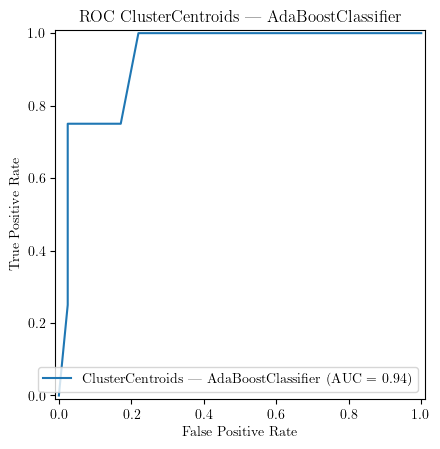 ROC ClusterCentroids — AdaBoostClassifier
1.0
0.8
0.6
0.4
0.2
0.0
True Positive Rate
ClusterCentroids — AdaBoostClassifier (AUC = 0.94)
0.0 0.2 0.4 0.6 0.8 1.0
False Positive Rate